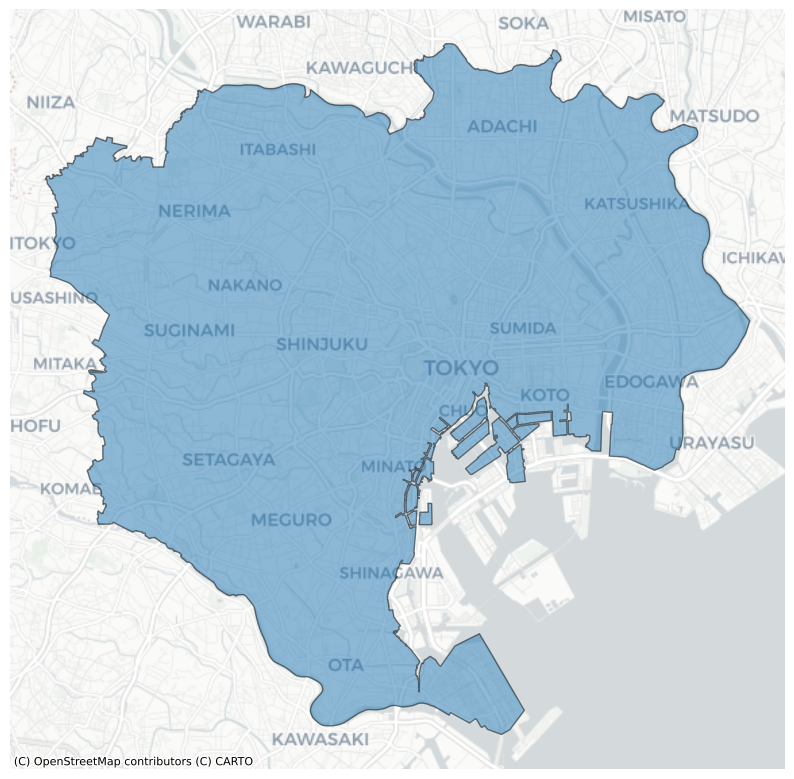 WARABI
SOKA
MISATO
KAWAGUCH
NIIZA
MATSUDO
ADACHI
ITABASHI
KATSUSHIKA
NERIMA
ITOKYO
ICHIKAW
NAKANO
USASHINO
SUGINAMI
SHINJUKU
SUMIDA
MITAKA
TOKYO
EDOGAWA
KOTO
CHUO
HOFU
URAYASU
SETAGAYA
MINATO
KOMAE
MEGURO
SHINAGAWA
OTA
KAWASAKI
(C) OpenStreetMap contributors (C) CARTO